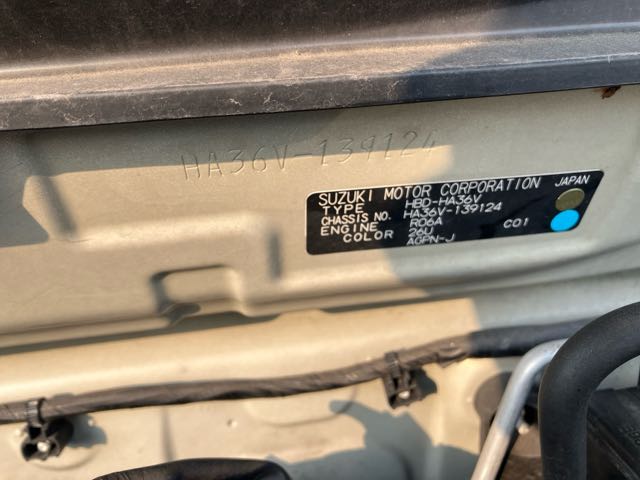 HA36V-139124
SUZUKI MOTOR CORPORATION JAPAN
TYPE HBD-HA36V
CHASSIS NO. HA36V-139124
ENGINE R06A C01
COLOR 26U
AGPN-J